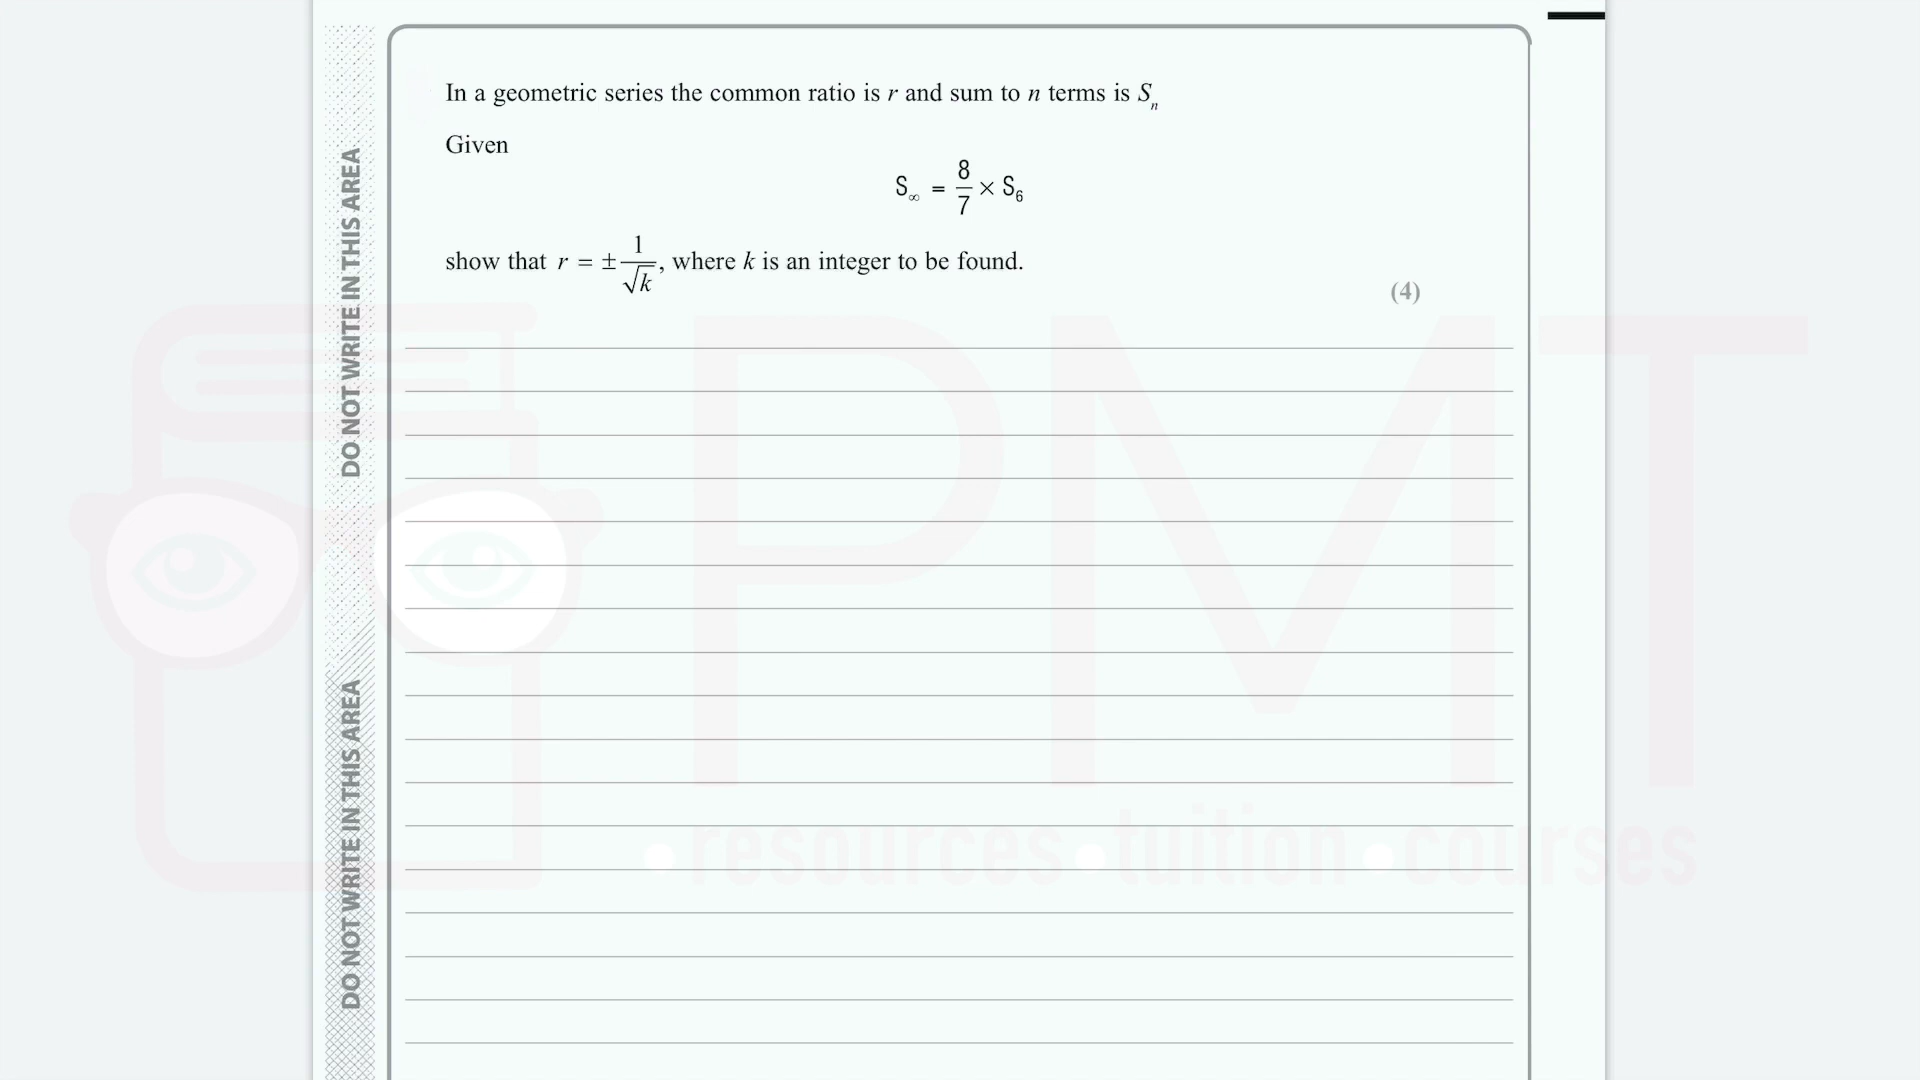 In a geometric series the common ratio is r and sum to n terms is Sₙ
Given
S∞ = 8/7 × S₆
show that r = ± 1/√k, where k is an integer to be found.
(4)
DO NOT WRITE IN THIS AREA
DO NOT WRITE IN THIS AREA
PMT
•resources•tuition•courses